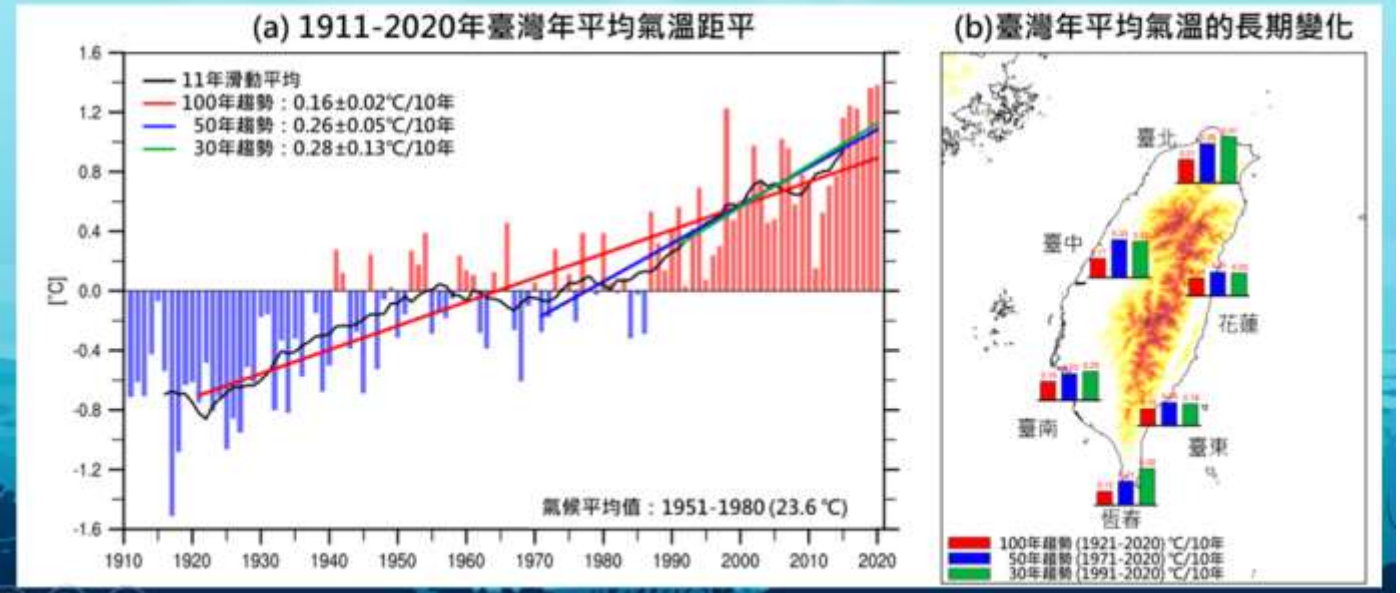 (a) 1911-2020年臺灣年平均氣溫距平
1.6
1.2
0.8
0.4
0.0
-0.4
-0.8
-1.2
-1.6
[°C]
11年滑動平均
100年趨勢：0.16±0.02℃/10年
50年趨勢：0.26±0.05℃/10年
30年趨勢：0.28±0.13℃/10年
氣候平均值：1951-1980 (23.6 ℃)
1910 1920 1930 1940 1950 1960 1970 1980 1990 2000 2010 2020
(b)臺灣年平均氣溫的長期變化
臺北
臺中
花蓮
臺南
臺東
恆春
100年趨勢 (1921-2020) ℃/10年
50年趨勢 (1971-2020) ℃/10年
30年趨勢 (1991-2020) ℃/10年